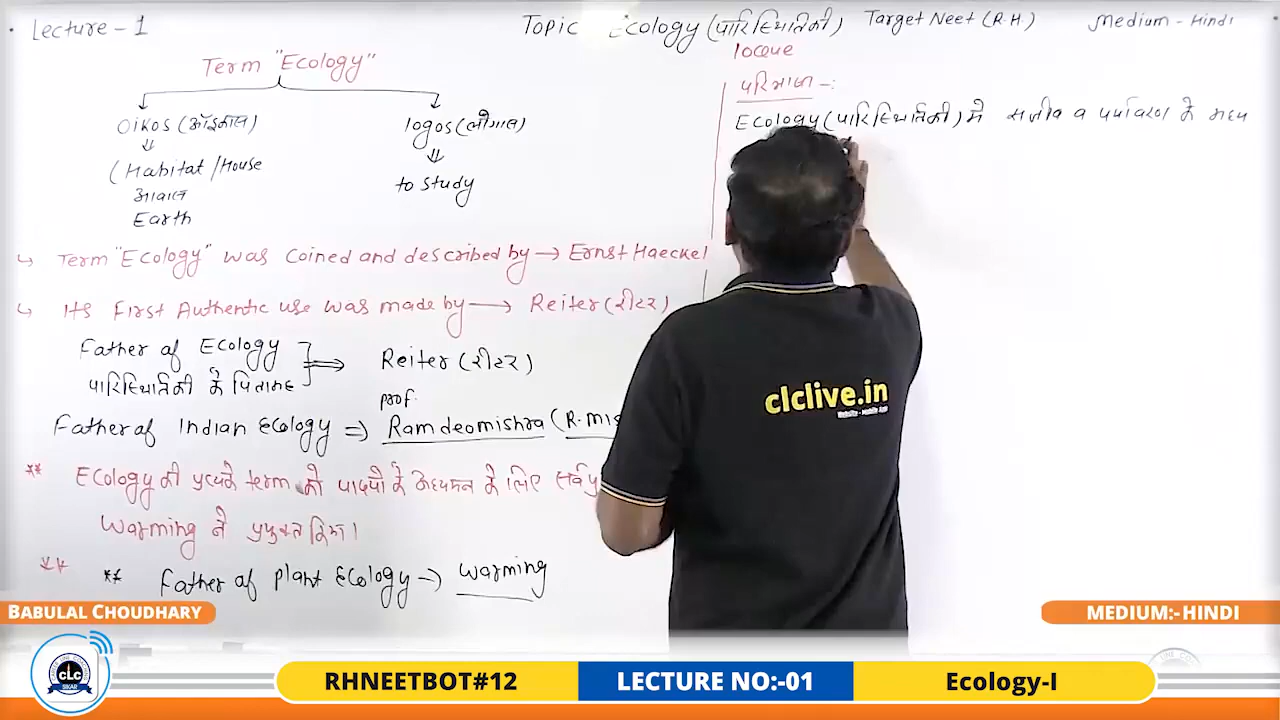 Lecture - 1
Topic Ecology (पारिस्थितिकी) Target Neet (R.H.) Medium - Hindi
Term "Ecology"
Oikos (ऑइकास)
(Habitat / House
आवास
Earth
logos (लौगास)
to study
↳ Term "Ecology" was coined and described by → Ernst Haeckel
↳ Its First Authentic use was made by → Reiter (रीटर)
Father of Ecology
पारिस्थितिकी के पितामह
⇒ Reiter (रीटर)
prof.
Father of Indian Ecology ⇒ Ramdeomishra (R. Mis
** Ecology की प्रत्येक term को पादपों के अध्ययन के लिए
Warming ने प्रयुक्त किया।
** ** Father of plant Ecology → Warming
परिभाषा -:
Ecology (पारिस्थितिकी) में सजीव व पर्यावरण के मध्य
clclive.in
BABULAL CHOUDHARY
MEDIUM:- HINDI
CLC
SIKAR
RHNEETBOT#12
LECTURE NO:-01
Ecology-I